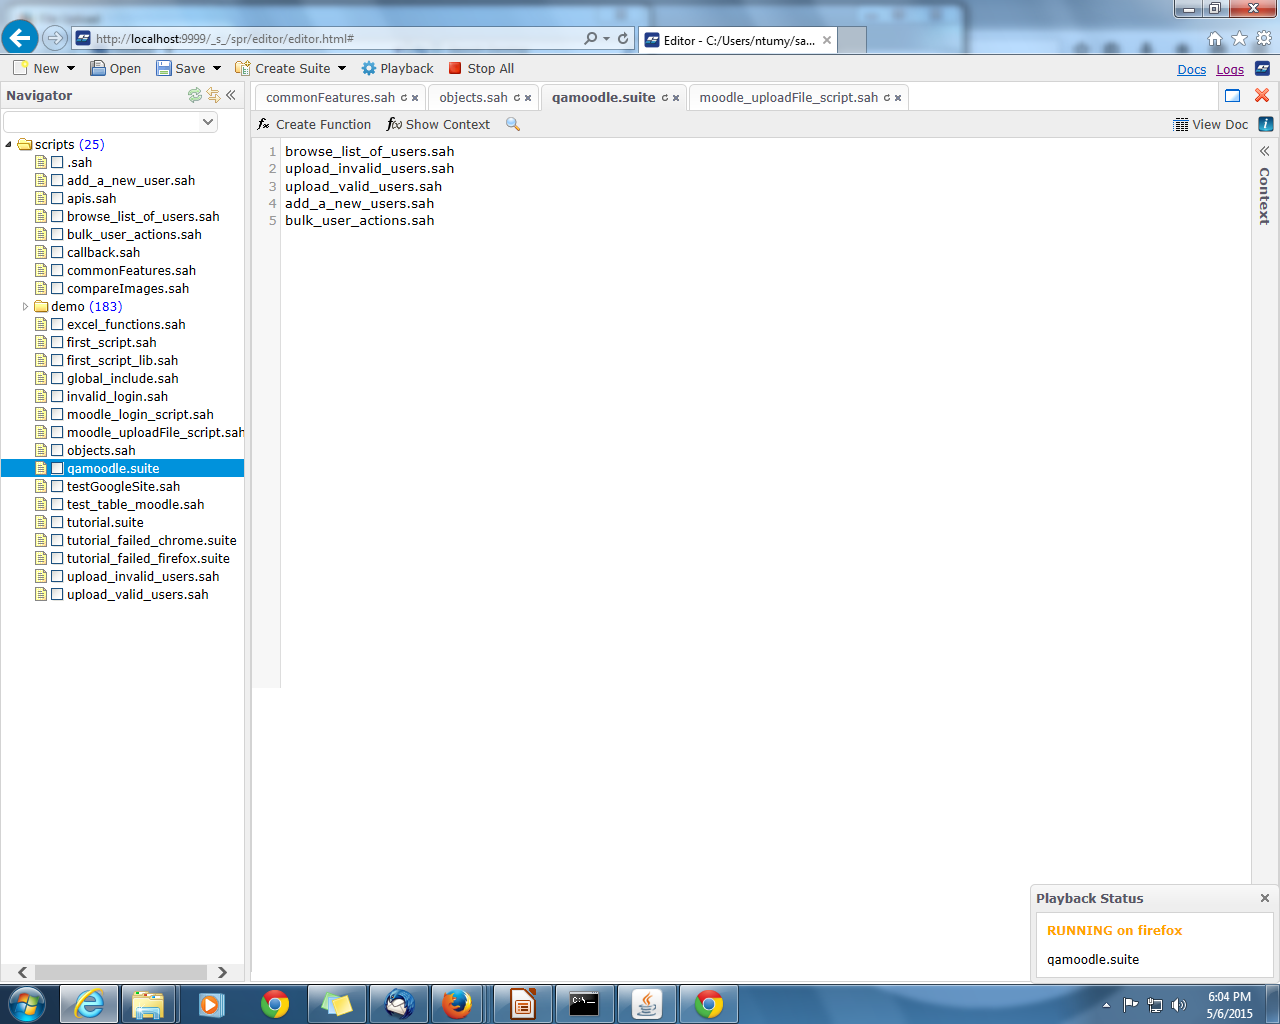 http://localhost:9999/_s_/spr/editor/editor.html#
Editor - C:/Users/ntumy/sa...
New Open Save Create Suite Playback Stop All Docs Logs
Navigator
commonFeatures.sah objects.sah qamoodle.suite moodle_uploadFile_script.sah
Create Function Show Context View Doc
scripts (25)
.sah
add_a_new_user.sah
apis.sah
browse_list_of_users.sah
bulk_user_actions.sah
callback.sah
commonFeatures.sah
compareImages.sah
demo (183)
excel_functions.sah
first_script.sah
first_script_lib.sah
global_include.sah
invalid_login.sah
moodle_login_script.sah
moodle_uploadFile_script.sah
objects.sah
qamoodle.suite
testGoogleSite.sah
test_table_moodle.sah
tutorial.suite
tutorial_failed_chrome.suite
tutorial_failed_firefox.suite
upload_invalid_users.sah
upload_valid_users.sah
1 browse_list_of_users.sah
2 upload_invalid_users.sah
3 upload_valid_users.sah
4 add_a_new_users.sah
5 bulk_user_actions.sah
Context
Playback Status
RUNNING on firefox
qamoodle.suite
6:04 PM
5/6/2015